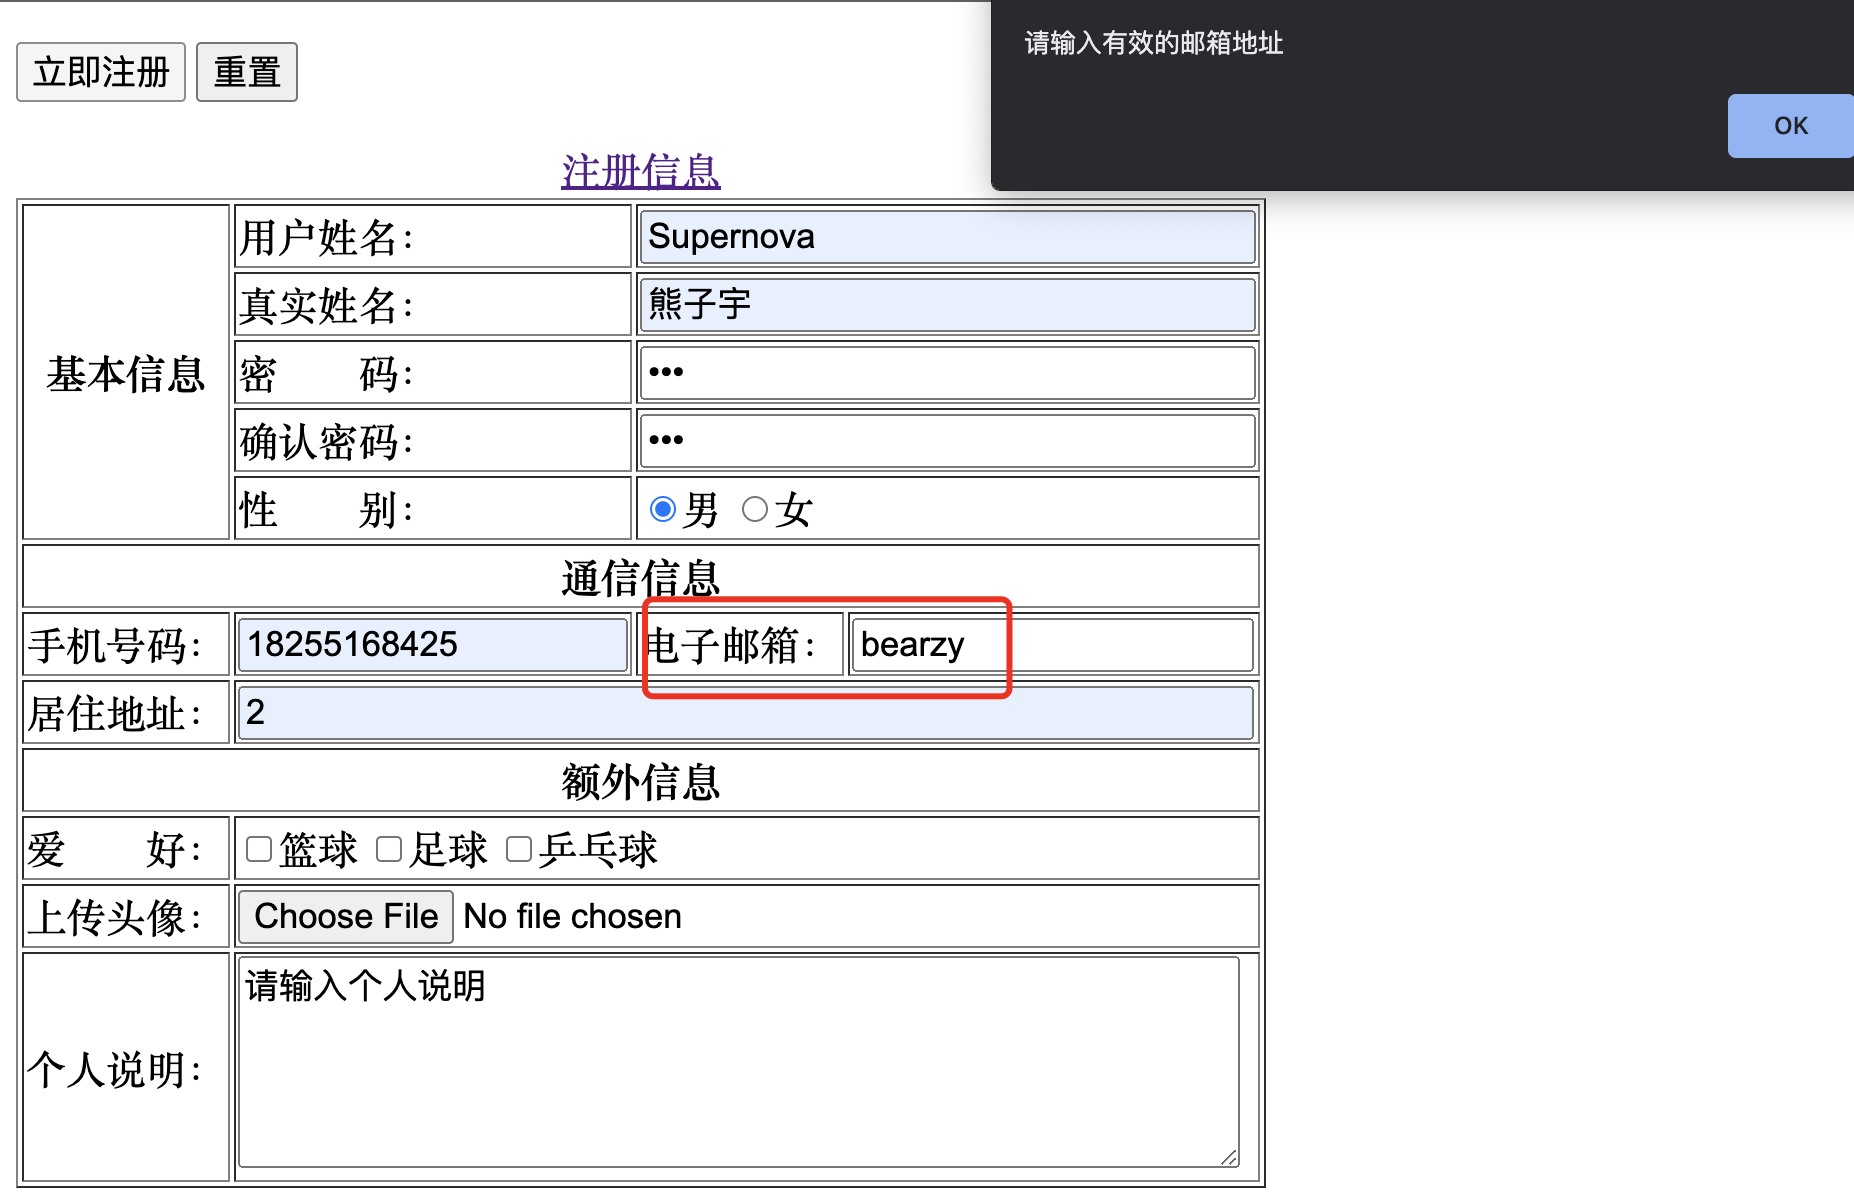 请输入有效的邮箱地址
OK
立即注册 重置
注册信息
基本信息
用户姓名： Supernova
真实姓名： 熊子宇
密 码： •••
确认密码： •••
性 别： 男 女
通信信息
手机号码： 18255168425 电子邮箱： bearzy
居住地址： 2
额外信息
爱 好： 篮球 足球 乒乓球
上传头像： Choose File No file chosen
个人说明： 请输入个人说明